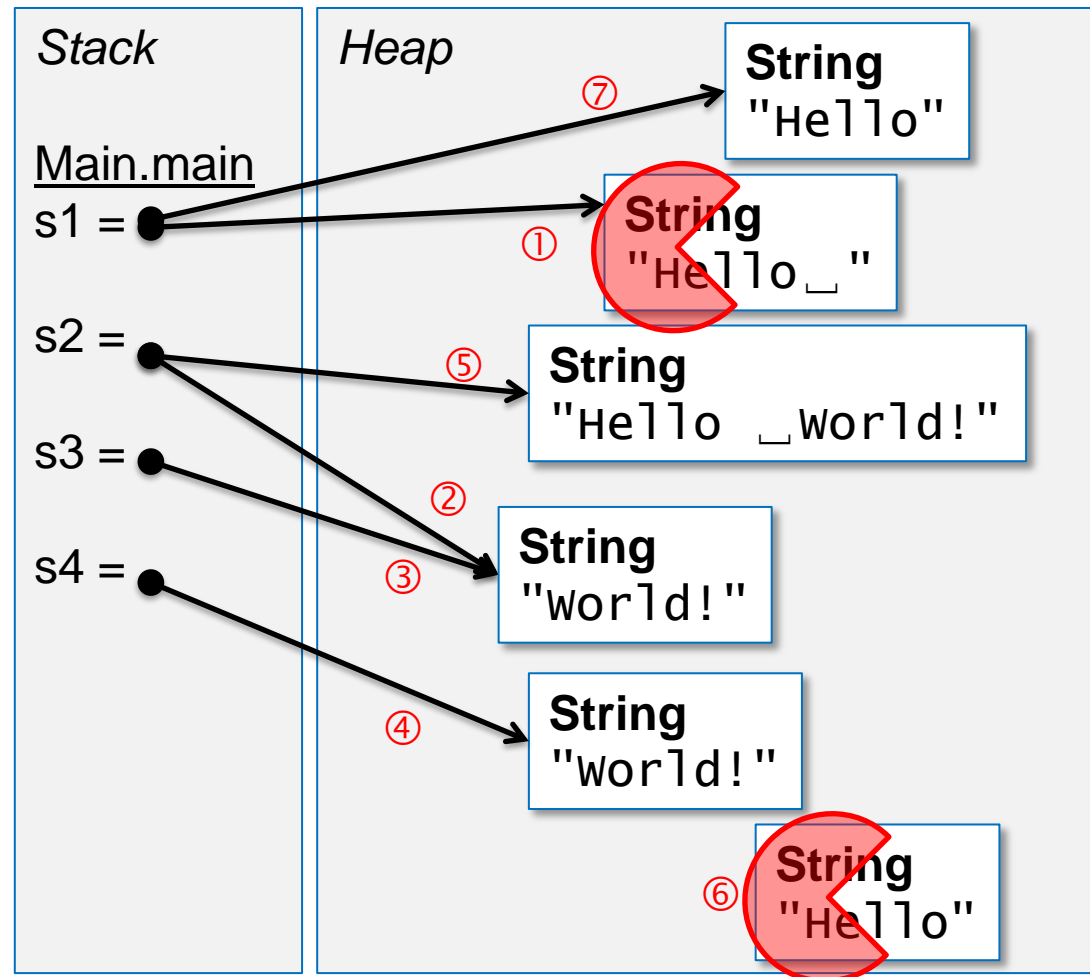 Stack
Heap
String
"Hello"
⑦
Main.main
s1 =
String
"Hello␣"
①
s2 =
⑤
String
"Hello ␣World!"
s3 =
②
String
"World!"
s4 =
③
String
"World!"
④
String
"Hello"
⑥